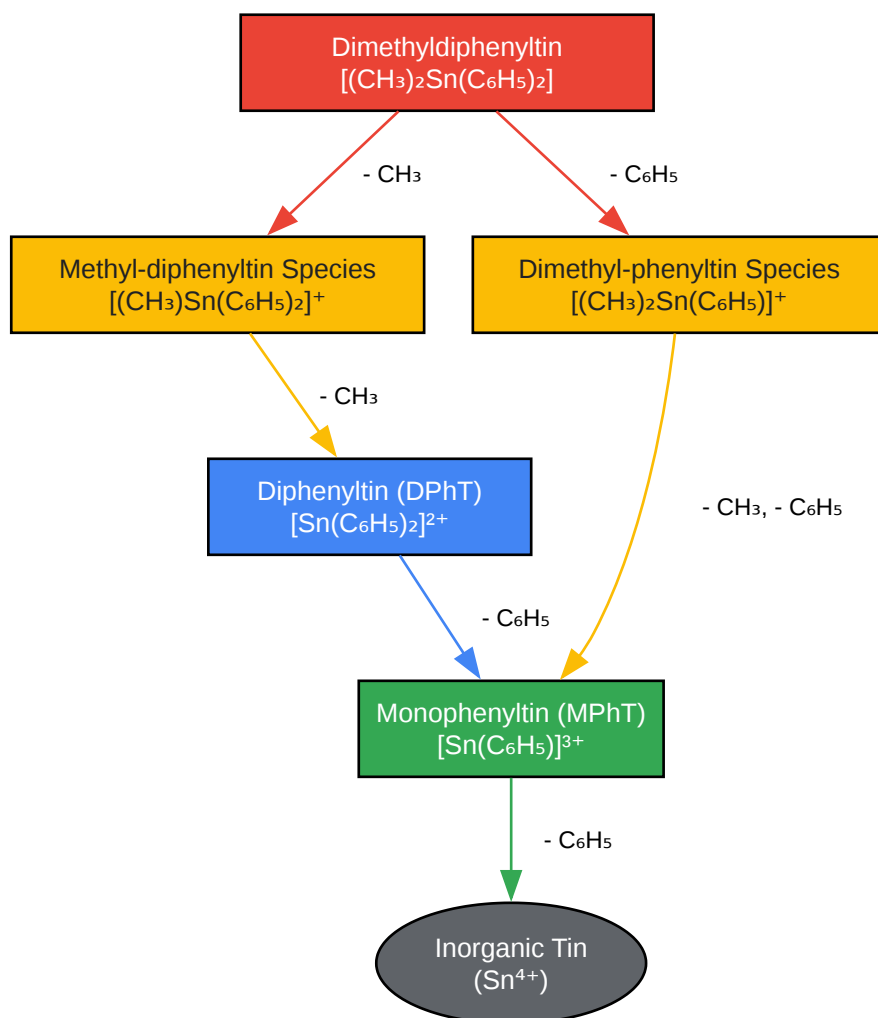 Dimethyldiphenyltin
[(CH₃)₂Sn(C₆H₅)₂]
- CH₃
- C₆H₅
Methyl-diphenyltin Species
[(CH₃)Sn(C₆H₅)₂]⁺
Dimethyl-phenyltin Species
[(CH₃)₂Sn(C₆H₅)]⁺
- CH₃
Diphenyltin (DPhT)
[Sn(C₆H₅)₂]²⁺
- CH₃, - C₆H₅
- C₆H₅
Monophenyltin (MPhT)
[Sn(C₆H₅)]³⁺
- C₆H₅
Inorganic Tin
(Sn⁴⁺)